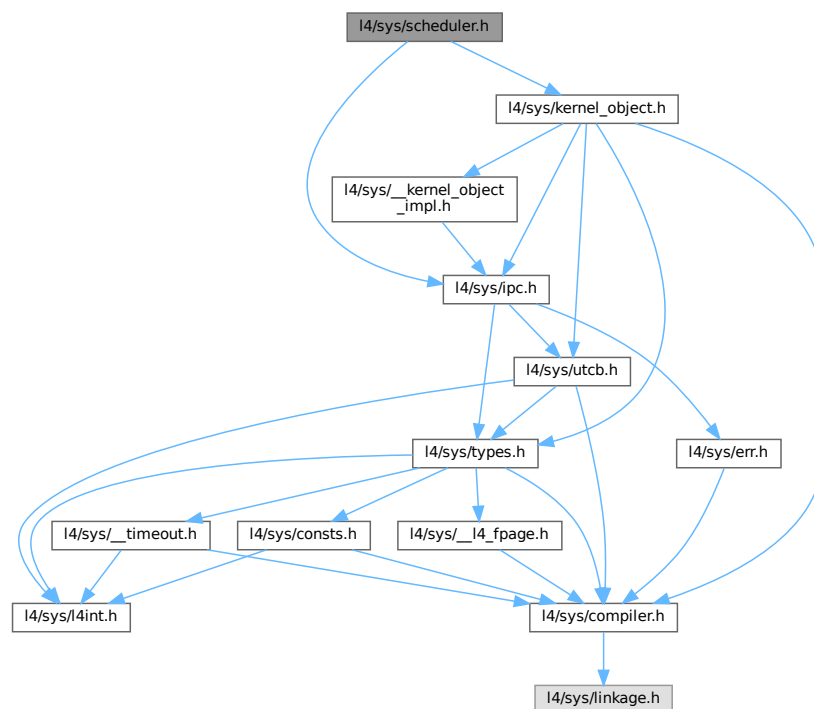 l4/sys/scheduler.h
l4/sys/kernel_object.h
l4/sys/__kernel_object
_impl.h
l4/sys/ipc.h
l4/sys/utcb.h
l4/sys/types.h
l4/sys/err.h
l4/sys/__timeout.h
l4/sys/consts.h
l4/sys/__l4_fpage.h
l4/sys/l4int.h
l4/sys/compiler.h
l4/sys/linkage.h